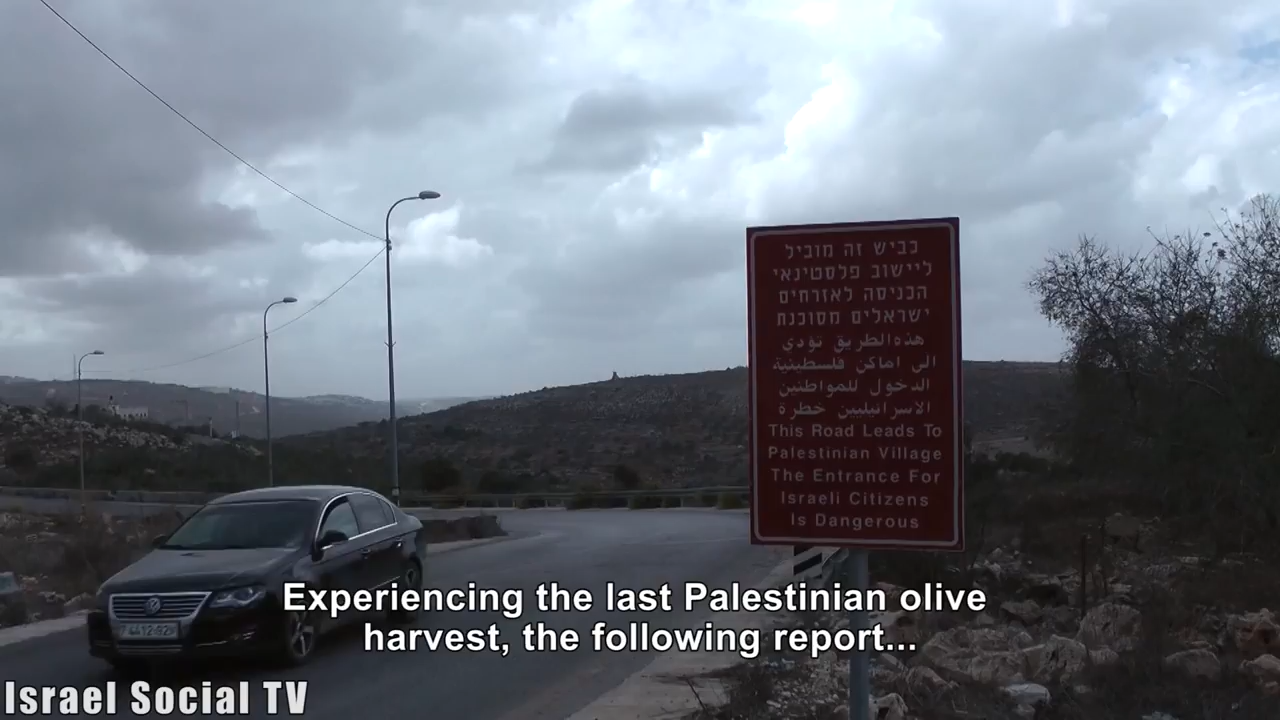 כביש זה מוביל
ליישוב פלסטינאי
הכניסה לאזרחים
ישראלים מסוכנת
هذه الطريق تؤدي
الى اماكن فلسطينية
الدخول للمواطنين
الاسرائيليين خطرة
This Road Leads To
Palestinian Village
The Entrance For
Israeli Citizens
Is Dangerous
Experiencing the last Palestinian olive
harvest, the following report...
Israel Social TV